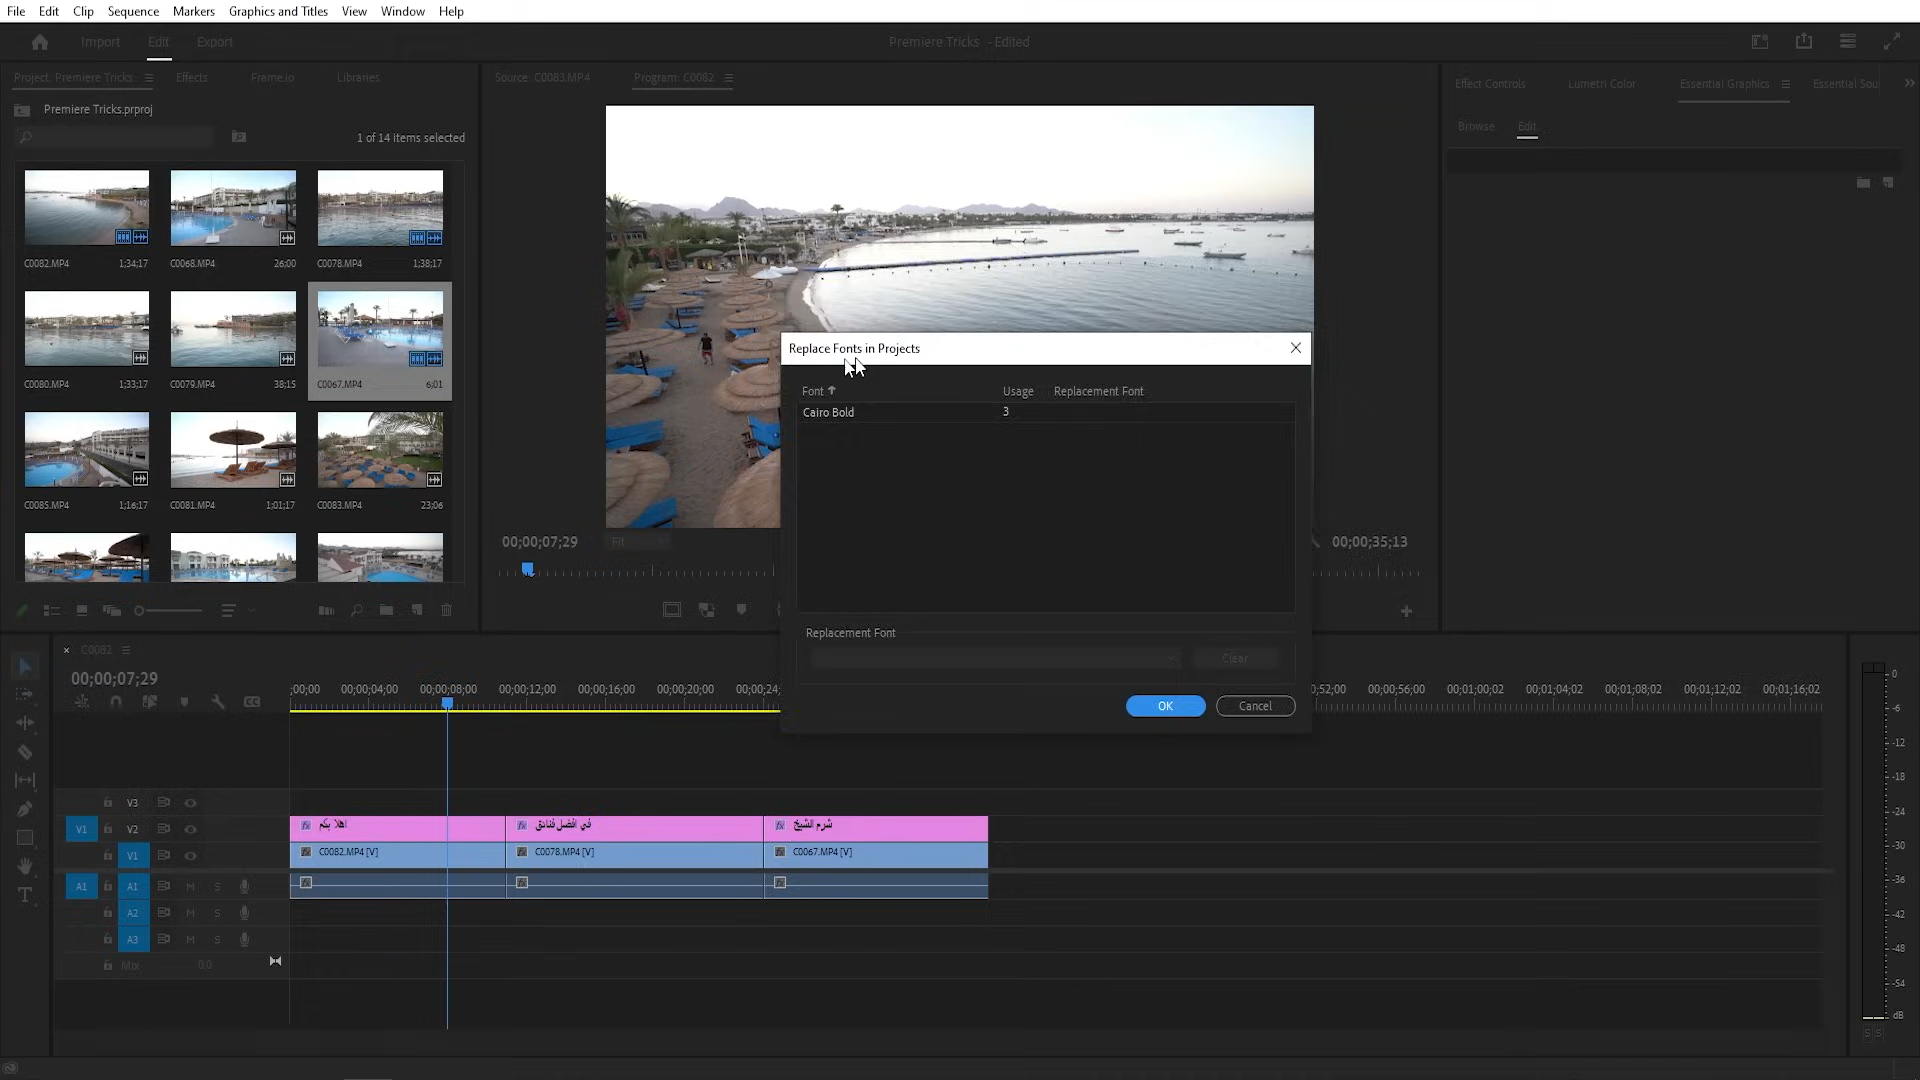 File Edit Clip Sequence Markers Graphics and Titles View Window Help
Import Edit Export Premiere Tricks - Edited
Project: Premiere Tricks Effects Frame.io Libraries
Source: C0083.MP4 Program: C0082
Effect Controls Lumetri Color Essential Graphics Essential Sou
Premiere Tricks.prproj
Browse Edit
1 of 14 items selected
C0082.MP4 1;34;17 C0068.MP4 26;00 C0078.MP4 1;38;17
C0080.MP4 1;33;17 C0079.MP4 38;15 C0067.MP4 6;01
C0085.MP4 1;16;17 C0081.MP4 1;01;17 C0083.MP4 23;06
Replace Fonts in Projects
Font Usage Replacement Font
Cairo Bold 3
Replacement Font
Clear
OK Cancel
00;00;07;29 Fit 00;00;35;13
C0082
00;00;07;29
;00;00 00;00;04;00 00;00;08;00 00;00;12;00 00;00;16;00 00;00;20;00 00;00;24; ;52;00 00;00;56;00 00;01;00;02 00;01;04;02 00;01;08;02 00;01;12;02 00;01;16;02
V3
V1 V2 اهلا بكم في افضل فنادق شرم الشيخ
V1 C0082.MP4 [V] C0078.MP4 [V] C0067.MP4 [V]
A1 A1 M S
A2 M S
A3 M S
Mix 0.0
0
-6
-12
-18
-24
-30
-36
-42
-48
-54
dB
S S